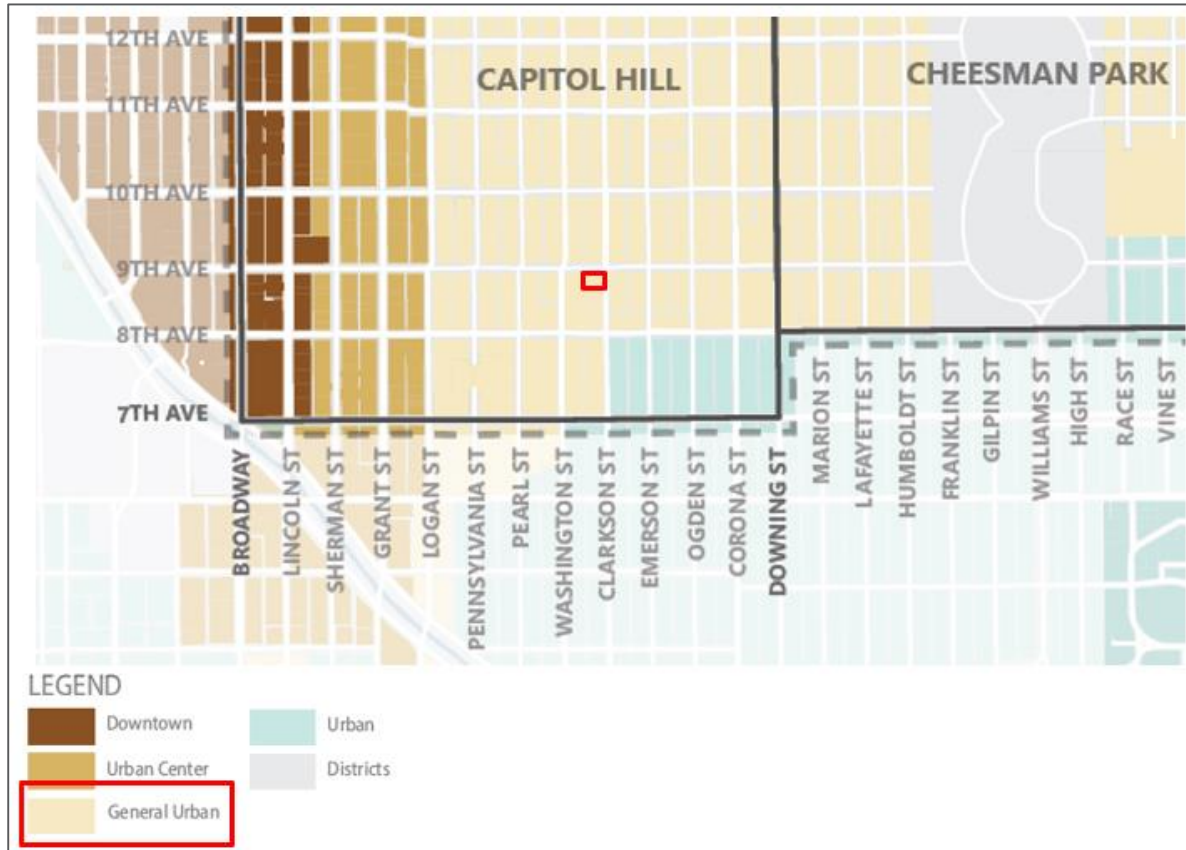 12TH AVE
CAPITOL HILL
CHEESMAN PARK
11TH AVE
10TH AVE
9TH AVE
8TH AVE
7TH AVE
BROADWAY
LINCOLN ST
SHERMAN ST
GRANT ST
LOGAN ST
PENNSYLVANIA ST
PEARL ST
WASHINGTON ST
CLARKSON ST
EMERSON ST
OGDEN ST
CORONA ST
DOWNING ST
MARION ST
LAFAYETTE ST
HUMBOLDT ST
FRANKLIN ST
GILPIN ST
WILLIAMS ST
HIGH ST
RACE ST
VINE ST
LEGEND
Downtown
Urban
Urban Center
Districts
General Urban